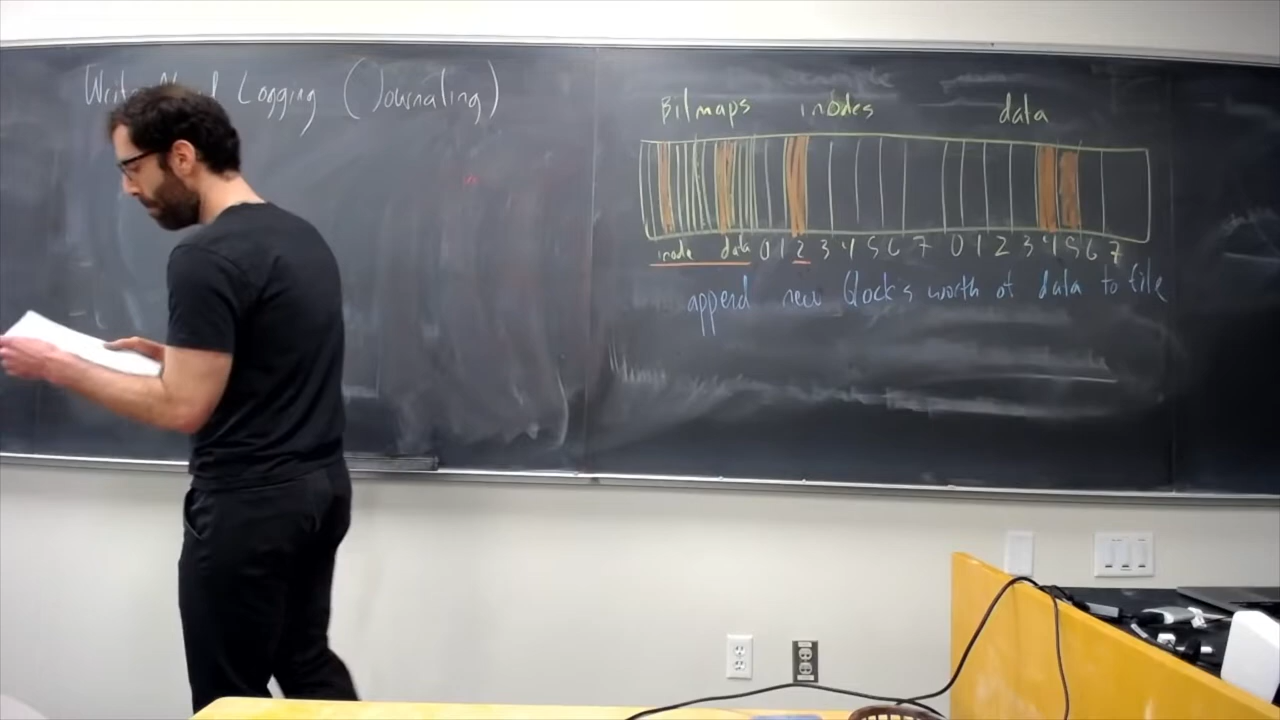 Write Logging (Journaling)
Bitmaps inodes data
inode data 0 1 2 3 4 5 6 7 0 1 2 3 4 5 6 7
append new block's worth of data to file